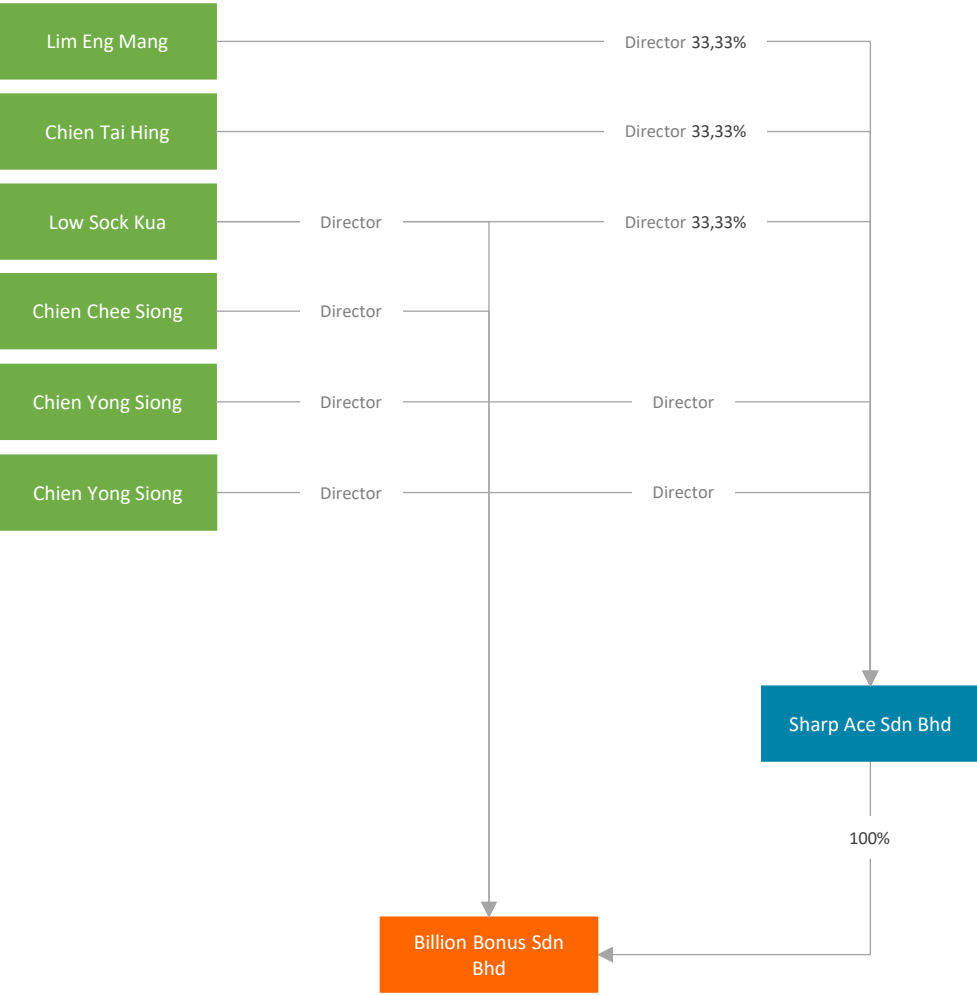 Lim Eng Mang
Director 33,33%
Chien Tai Hing
Director 33,33%
Low Sock Kua
Director
Director 33,33%
Chien Chee Siong
Director
Chien Yong Siong
Director
Director
Chien Yong Siong
Director
Director
Sharp Ace Sdn Bhd
100%
Billion Bonus Sdn
Bhd